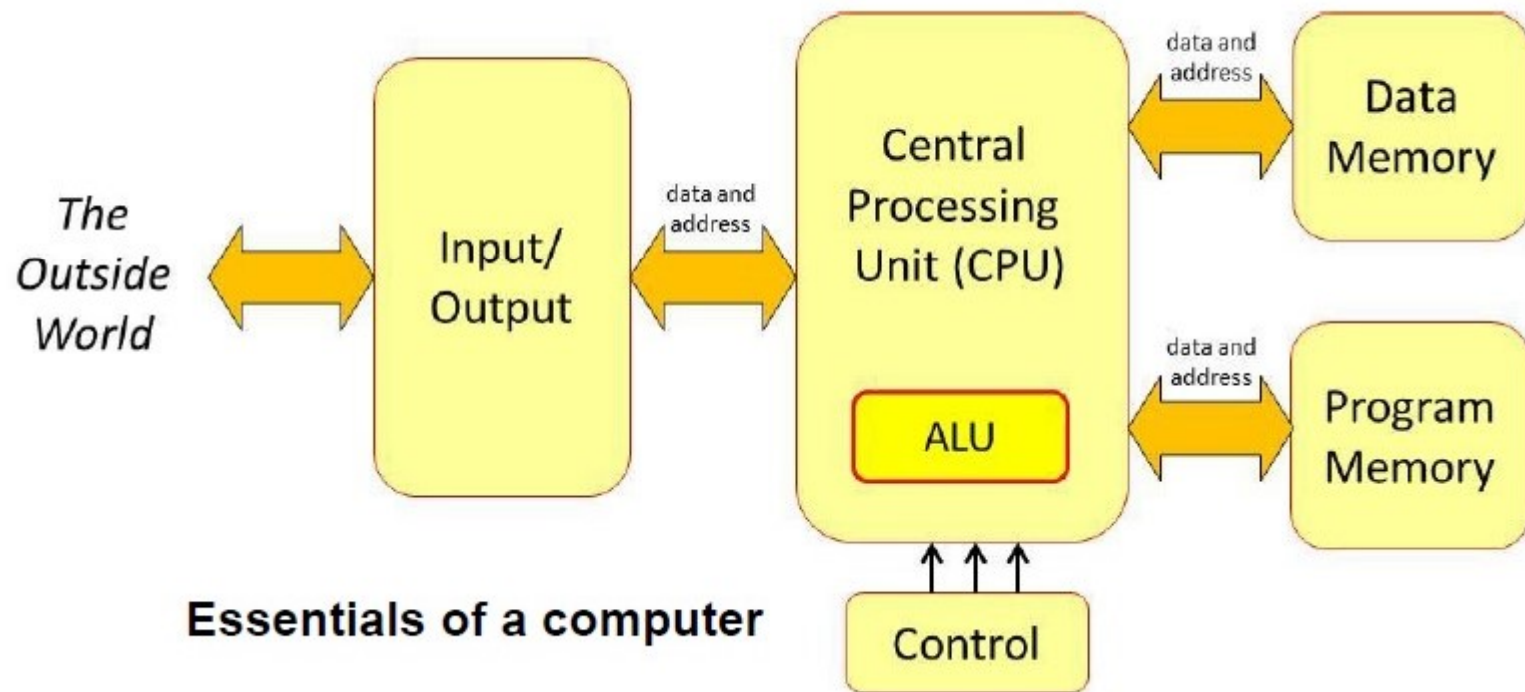 The
Outside
World
Input/
Output
data and
address
Central
Processing
Unit (CPU)
ALU
data and
address
Data
Memory
data and
address
Program
Memory
Control
Essentials of a computer